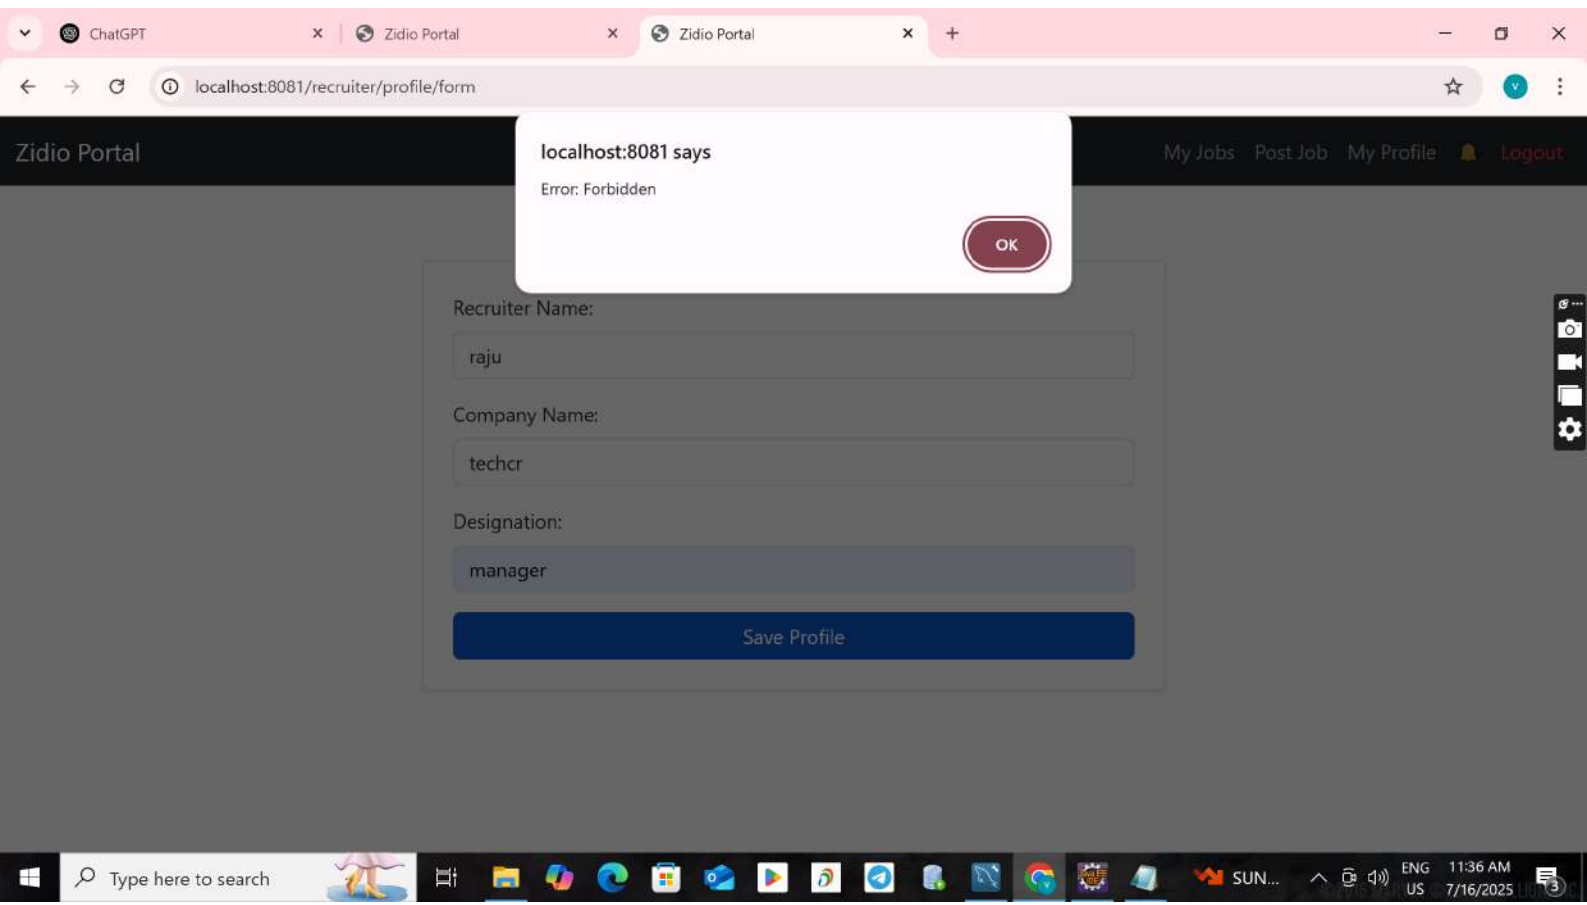 ChatGPT
Zidio Portal
Zidio Portal
localhost:8081/recruiter/profile/form
V
Zidio Portal
My Jobs Post Job My Profile Logout
localhost:8081 says
Error: Forbidden
OK
Recruiter Name:
raju
Company Name:
techcr
Designation:
manager
Save Profile
Type here to search
SUN...
ENG
US
11:36 AM
7/16/2025
3